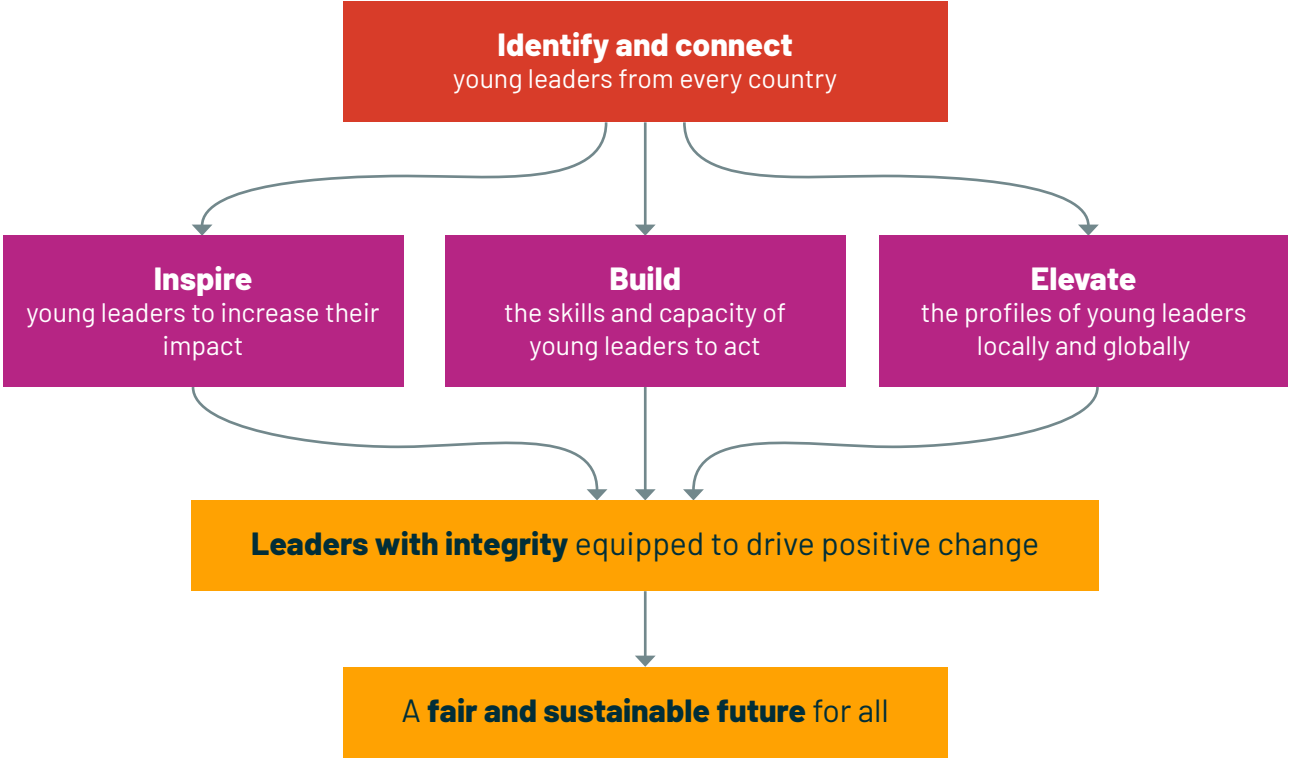 Identify and connect
young leaders from every country
Inspire
young leaders to increase their
impact
Build
the skills and capacity of
young leaders to act
Elevate
the profiles of young leaders
locally and globally
Leaders with integrity equipped to drive positive change
A fair and sustainable future for all